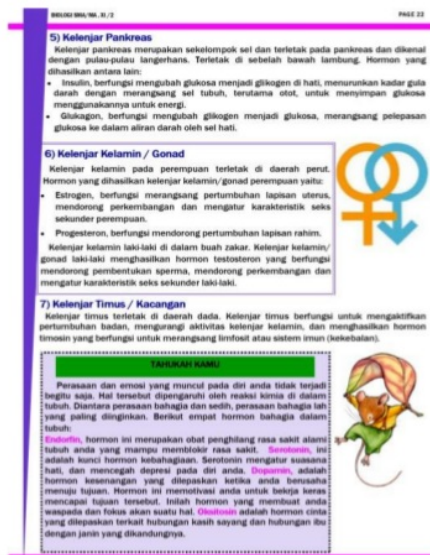 BIOLOGI SMA/MA, XI /2
PAGE 22
5) Kelenjar Pankreas
Kelenjar pankreas merupakan sekelompok sel dan terletak pada pankreas dan dikenal
dengan pulau-pulau langerhans. Terletak di sebelah bawah lambung. Hormon yang
dihasilkan antara lain:
• Insulin, berfungsi mengubah glukosa menjadi glikogen di hati, menurunkan kadar gula
darah dengan merangsang sel tubuh, terutama otot, untuk menyimpan glukosa
menggunakannya untuk energi.
• Glukagon, berfungsi mengubah glikogen menjadi glukosa, merangsang pelepasan
glukosa ke dalam aliran darah oleh sel hati.
6) Kelenjar Kelamin / Gonad
Kelenjar kelamin pada perempuan terletak di daerah perut.
Hormon yang dihasilkan kelenjar kelamin/gonad perempuan yaitu:
• Estrogen, berfungsi merangsang pertumbuhan lapisan uterus,
mendorong perkembangan dan mengatur karakteristik seks
sekunder perempuan.
• Progesteron, berfungsi mendorong pertumbuhan lapisan rahim.
Kelenjar kelamin laki-laki di dalam buah zakar. Kelenjar kelamin/
gonad laki-laki menghasilkan hormon testosteron yang berfungsi
mendorong pembentukan sperma, mendorong perkembangan dan
mengatur karakteristik seks sekunder laki-laki.
7) Kelenjar Timus / Kacangan
Kelenjar timus terletak di daerah dada. Kelenjar timus berfungsi untuk mengaktifkan
pertumbuhan badan, mengurangi aktivitas kelenjar kelamin, dan menghasilkan hormon
timosin yang berfungsi untuk merangsang limfosit atau sistem imun (kekebalan).
TAHUKAH KAMU
Perasaan dan emosi yang muncul pada diri anda tidak terjadi
begitu saja. Hal tersebut dipengaruhi oleh reaksi kimia di dalam
tubuh. Diantara perasaan bahagia dan sedih, perasaan bahagia lah
yang paling diinginkan. Berikut empat hormon bahagia dalam
tubuh:
Endorfin, hormon ini merupakan obat penghilang rasa sakit alami
tubuh anda yang mampu memblokir rasa sakit. Serotonin, ini
adalah kunci hormon kebahagiaan. Serotonin mengatur suasana
hati, dan mencegah depresi pada diri anda. Dopamin, adalah
hormon kesenangan yang dilepaskan ketika anda berusaha
menuju tujuan. Hormon ini memotivasi anda untuk bekerja keras
mencapai tujuan tersebut. Inilah hormon yang membuat anda
waspada dan fokus akan suatu hal. Oksitosin adalah hormon cinta
yang dilepaskan terkait hubungan kasih sayang dan hubungan ibu
dengan janin yang dikandungnya.